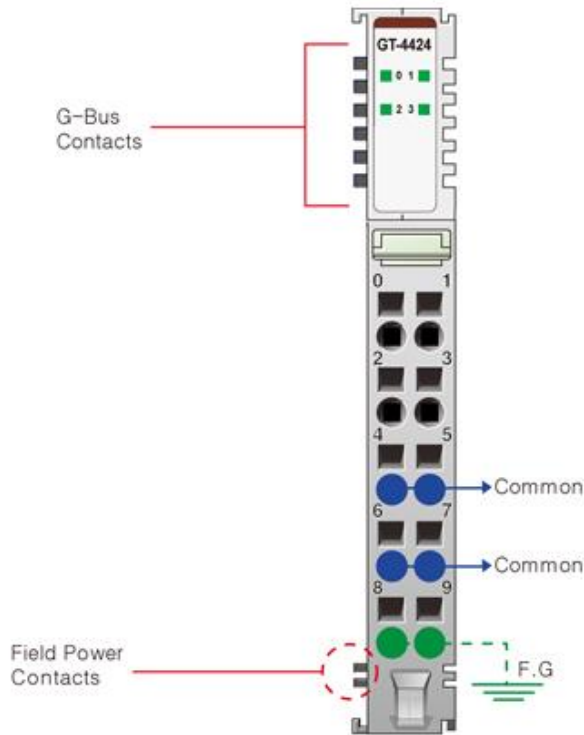 GT-4424
0 1
2 3
G-Bus
Contacts
0 1
2 3
4 5
Common
6 7
Common
8 9
Field Power
Contacts
F.G